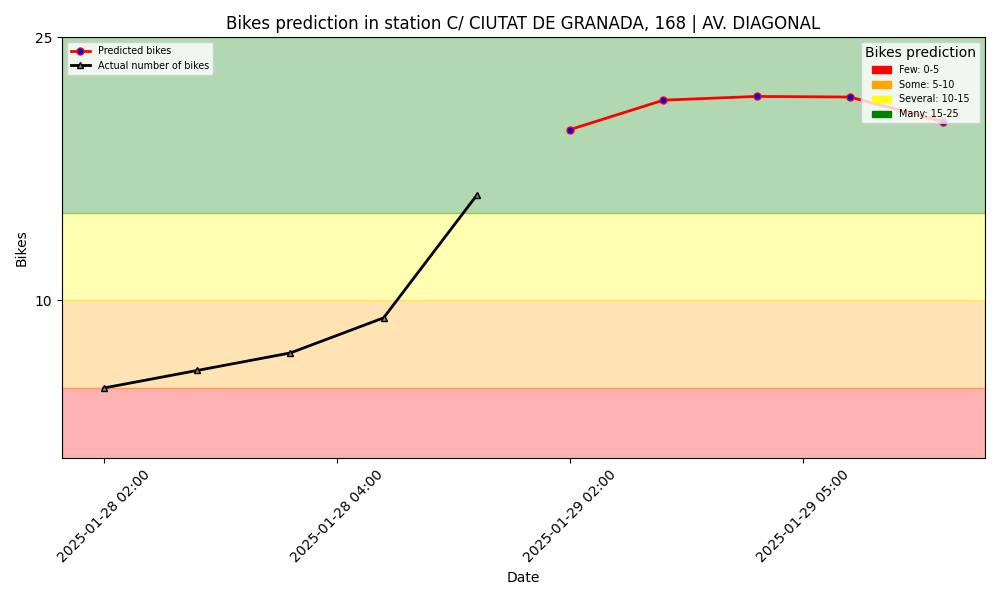 Bikes prediction in station C/ CIUTAT DE GRANADA, 168 | AV. DIAGONAL
25
Predicted bikes
Actual number of bikes
Bikes prediction
Few: 0-5
Some: 5-10
Several: 10-15
Many: 15-25
Bikes
10
2025-01-28 02:00
2025-01-28 04:00
2025-01-29 02:00
2025-01-29 05:00
Date